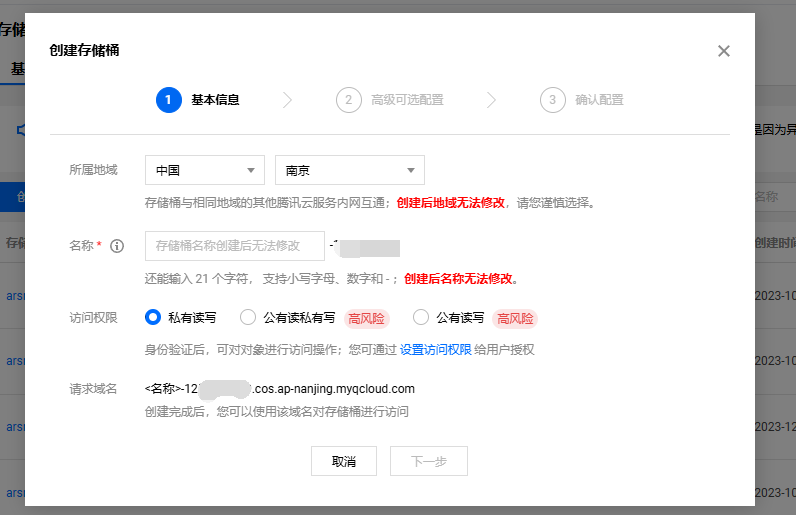 存储
创建存储桶
基
1 基本信息 2 高级可选配置 3 确认配置
是因为异
所属地域 中国 南京
存储桶与相同地域的其他腾讯云服务内网互通；创建后地域无法修改，请您谨慎选择。
名称
名称 * 存储桶名称创建后无法修改 -1
创建时间
还能输入 21 个字符， 支持小写字母、数字和 - ；创建后名称无法修改。
2023-10
访问权限 私有读写 公有读私有写 高风险 公有读写 高风险
身份验证后，可对对象进行访问操作；您可通过 设置访问权限 给用户授权
2023-10
请求域名 <名称>-12 .cos.ap-nanjing.myqcloud.com
创建完成后，您可以使用该域名对存储桶进行访问
2023-12
取消 下一步
2023-10